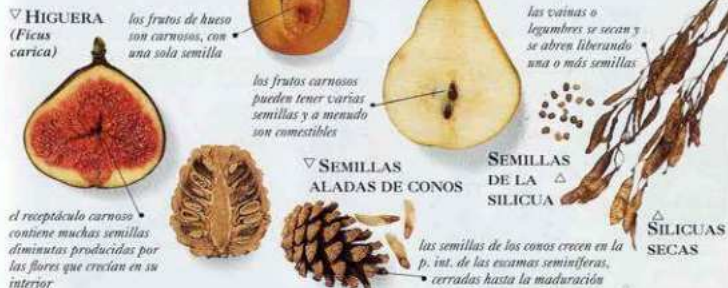 ▽ HIGUERA
(Ficus
carica)
los frutos de hueso
son carnosos, con
una sola semilla
los frutos carnosos
pueden tener varias
semillas y a menudo
son comestibles
las vainas o
legumbres se secan y
se abren liberando
una o más semillas
el receptáculo carnoso
contiene muchas semillas
diminutas producidas por
las flores que crecían en su
interior
▽ SEMILLAS
ALADAS DE CONOS
las semillas de los conos crecen en la
p. int. de las escamas seminíferas,
cerradas hasta la maduración
SEMILLAS
DE LA △
SILICUA
△
SILICUAS
SECAS